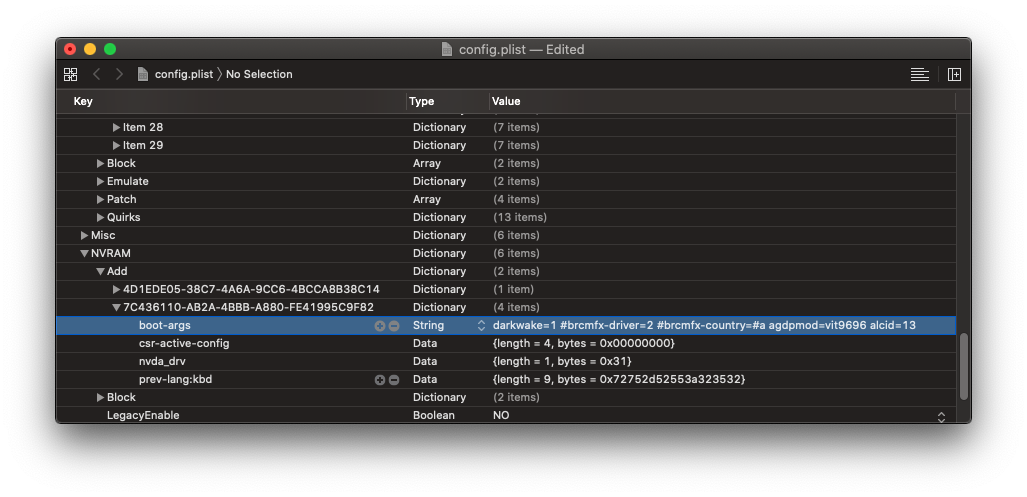 config.plist — Edited
config.plist 〉 No Selection
Key Type Value
Item 28 Dictionary (7 items)
Item 29 Dictionary (7 items)
Block Array (2 items)
Emulate Dictionary (2 items)
Patch Array (4 items)
Quirks Dictionary (13 items)
Misc Dictionary (6 items)
NVRAM Dictionary (6 items)
Add Dictionary (2 items)
4D1EDE05-38C7-4A6A-9CC6-4BCCA8B38C14 Dictionary (1 item)
7C436110-AB2A-4BBB-A880-FE41995C9F82 Dictionary (4 items)
boot-args String darkwake=1 #brcmfx-driver=2 #brcmfx-country=#a agdpmod=vit9696 alcid=13
csr-active-config Data {length = 4, bytes = 0x00000000}
nvda_drv Data {length = 1, bytes = 0x31}
prev-lang:kbd Data {length = 9, bytes = 0x72752d52553a323532}
Block Dictionary (2 items)
LegacyEnable Boolean NO